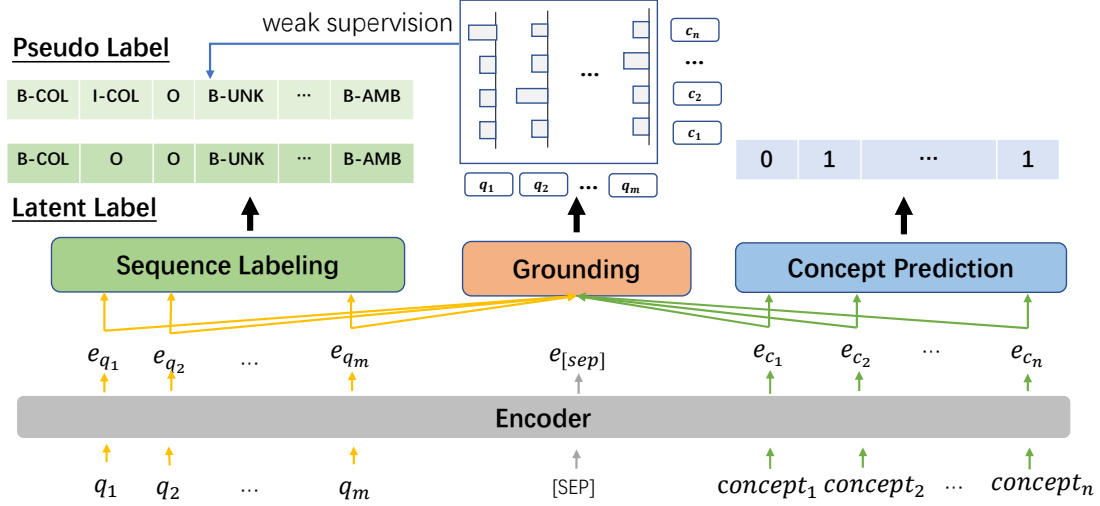 weak supervision
Pseudo Label
B-COL I-COL O B-UNK ... B-AMB
B-COL O O B-UNK ... B-AMB
Latent Label
...
c_n
...
c_2
c_1
q_1 q_2 ... q_m
0 1 ... 1
Sequence Labeling
Grounding
Concept Prediction
e_{q_1} e_{q_2} ... e_{q_m} e_{[sep]} e_{c_1} e_{c_2} ... e_{c_n}
Encoder
q_1 q_2 ... q_m [SEP] concept_1 concept_2 ... concept_n